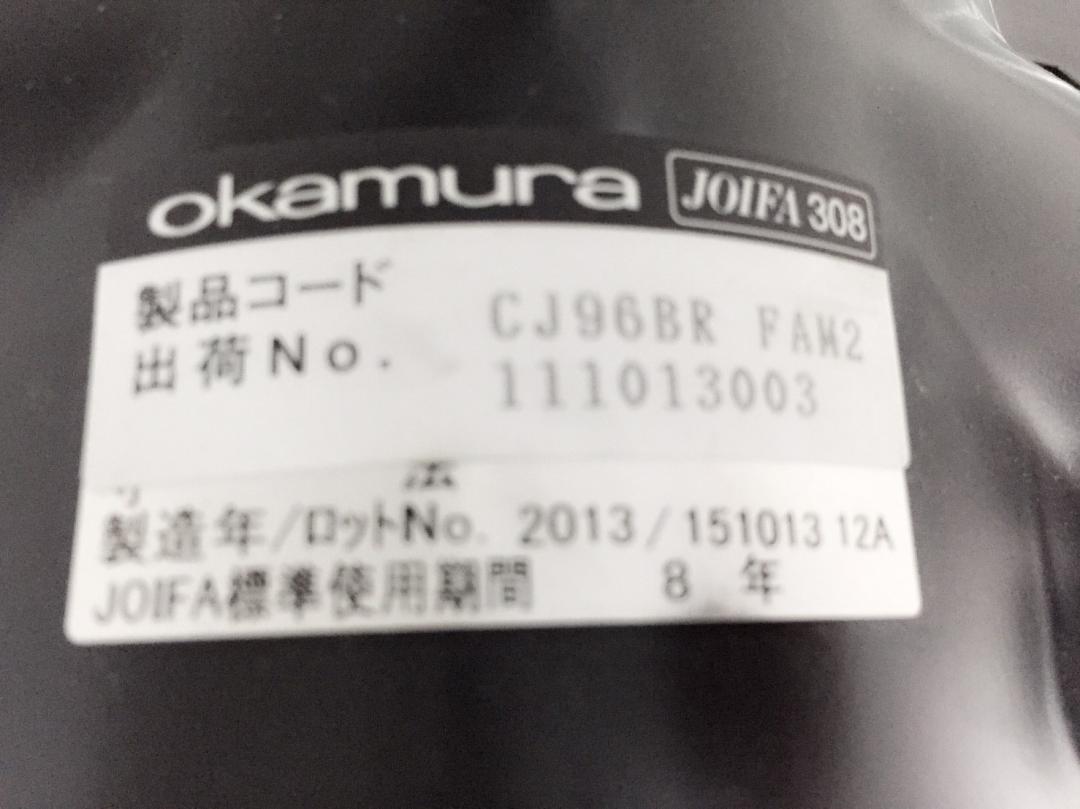 okamura JOIFA 308
製品コード CJ96BR FAW2
出荷No. 111013003
法
製造年/ロットNo. 2013/151013 12A
JOIFA標準使用期間 8 年